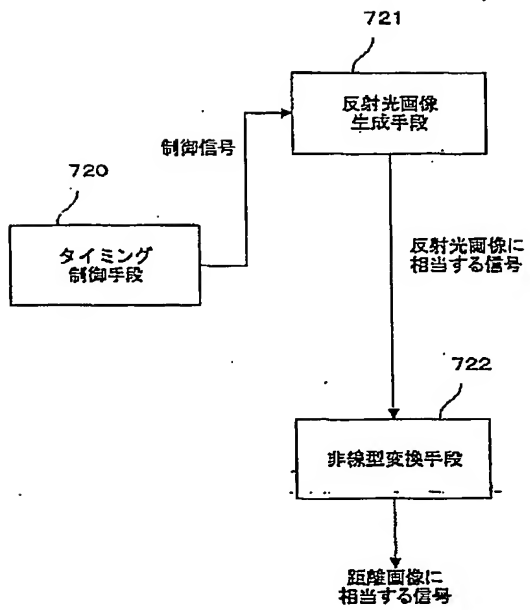 721
反射光画像
生成手段
制御信号
720
タイミング
制御手段
反射光画像に
相当する信号
722
非線型変換手段
距離画像に
相当する信号